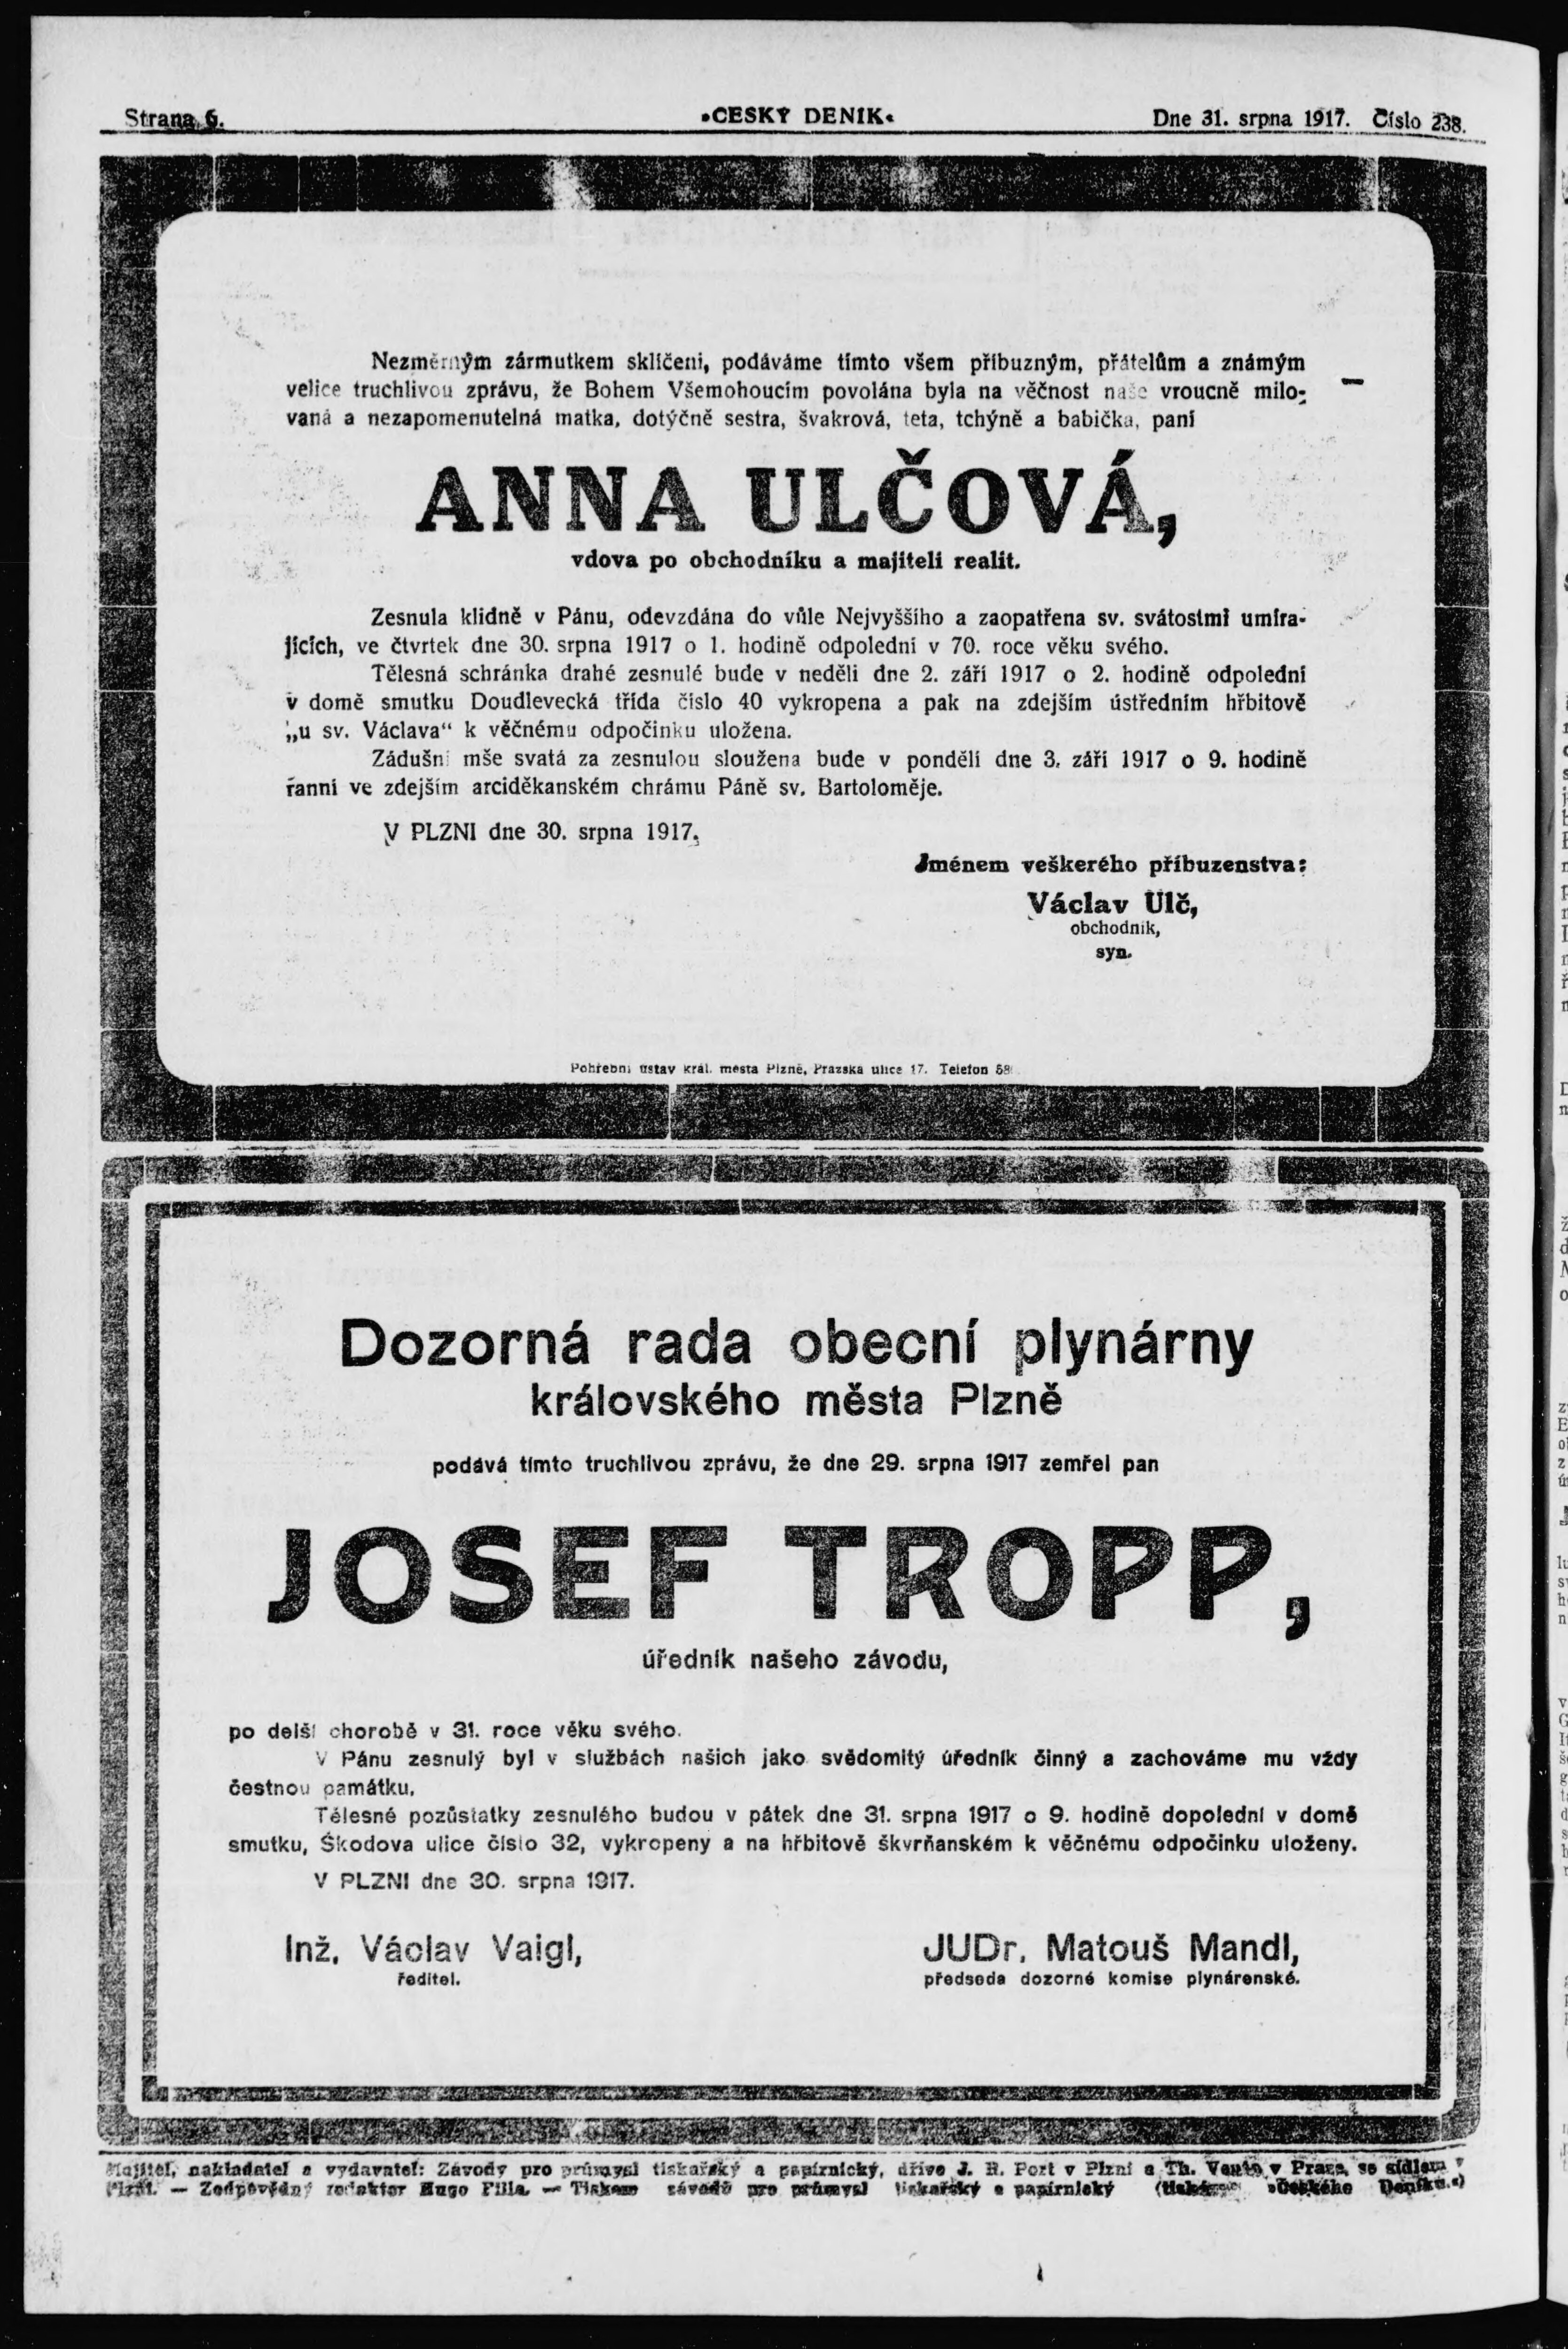 Strana 6.
»ČESKÝ DENÍK«
Dne 31. srpna 1917. Číslo 238.
Nezměrným zármutkem sklíčeni, podáváme tímto všem příbuzným, přátelům a známým
velice truchlivou zprávu, že Bohem Všemohoucím povolána byla na věčnost naše vroucně milo-
vaná a nezapomenutelná matka, dotýčně sestra, švakrová, teta, tchýně a babička, paní
ANNA ULČOVÁ,
vdova po obchodníku a majiteli realit.
Zesnula klidně v Pánu, odevzdána do vůle Nejvyššího a zaopatřena sv. svátostmi umíra-
jících, ve čtvrtek dne 30. srpna 1917 o 1. hodině odpolední v 70. roce věku svého.
Tělesná schránka drahé zesnulé bude v neděli dne 2. září 1917 o 2. hodině odpolední
v domě smutku Doudlevecká třída číslo 40 vykropena a pak na zdejším ústředním hřbitově
„u sv. Václava“ k věčnému odpočinku uložena.
Zádušní mše svatá za zesnulou sloužena bude v pondělí dne 3. září 1917 o 9. hodině
ranní ve zdejším arciděkanském chrámu Páně sv. Bartoloměje.
V PLZNI dne 30. srpna 1917.
Jménem veškerého příbuzenstva:
Václav Ulč,
obchodník,
syn.
Pohřební ústav král. města Plzně, Pražská ulice 17. Telefon
Dozorná rada obecní plynárny
královského města Plzně
podává tímto truchlivou zprávu, že dne 29. srpna 1917 zemřel pan
JOSEF TROPP,
úředník našeho závodu,
po delší chorobě v 31. roce věku svého.
V Pánu zesnulý byl v službách našich jako svědomitý úředník činný a zachováme mu vždy
čestnou památku.
Tělesné pozůstatky zesnulého budou v pátek dne 31. srpna 1917 o 9. hodině dopolední v domě
smutku, Škodova ulice číslo 32, vykropeny a na hřbitově škvrňanském k věčnému odpočinku uloženy.
V PLZNI dne 30. srpna 1917.
Inž. Václav Vaigl,
ředitel.
JUDr. Matouš Mandl,
předseda dozorné komise plynárenské.
Majitel, nakladatel a vydavatel: Závody pro průmysl tiskařský a papírnický, dříve J. R. Port v Plzni a Th. Venta v Praze, se sídlem v
Plzni. — Zodpovědný redaktor Hugo Pilla. — Tiskem závodů pro průmysl tiskařský a papírnický (tiskárna »Českého Deníku.«)